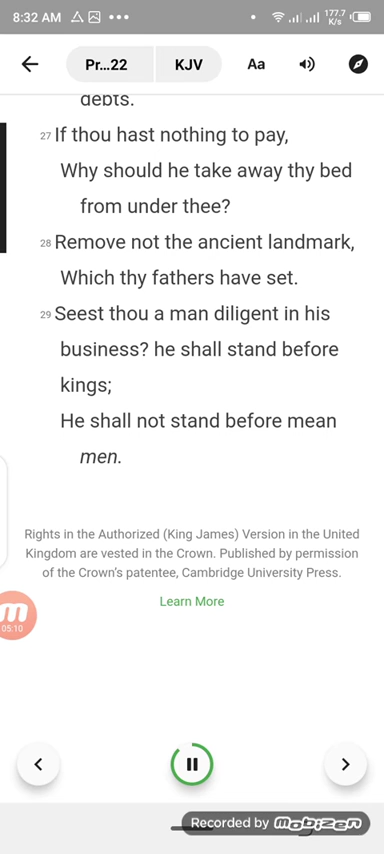 8:32 AM
177.7
K/s
Pr...22
KJV
Aa
debts.
27 If thou hast nothing to pay,
Why should he take away thy bed
from under thee?
28 Remove not the ancient landmark,
Which thy fathers have set.
29 Seest thou a man diligent in his
business? he shall stand before
kings;
He shall not stand before mean
men.
Rights in the Authorized (King James) Version in the United
Kingdom are vested in the Crown. Published by permission
of the Crown's patentee, Cambridge University Press.
Learn More
m
05:10
Recorded by mobizen